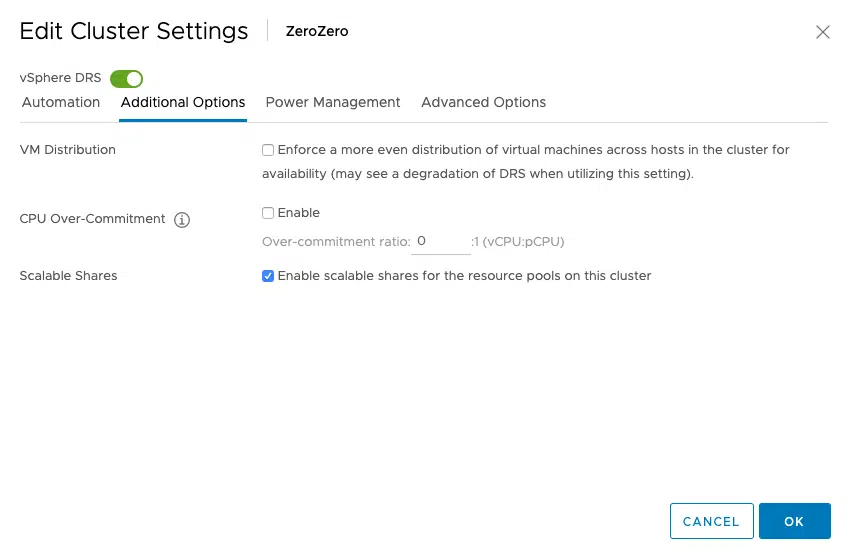 Edit Cluster Settings ZeroZero
vSphere DRS
Automation Additional Options Power Management Advanced Options
VM Distribution Enforce a more even distribution of virtual machines across hosts in the cluster for
availability (may see a degradation of DRS when utilizing this setting).
CPU Over-Commitment Enable
Over-commitment ratio: 0 :1 (vCPU:pCPU)
Scalable Shares Enable scalable shares for the resource pools on this cluster
CANCEL OK